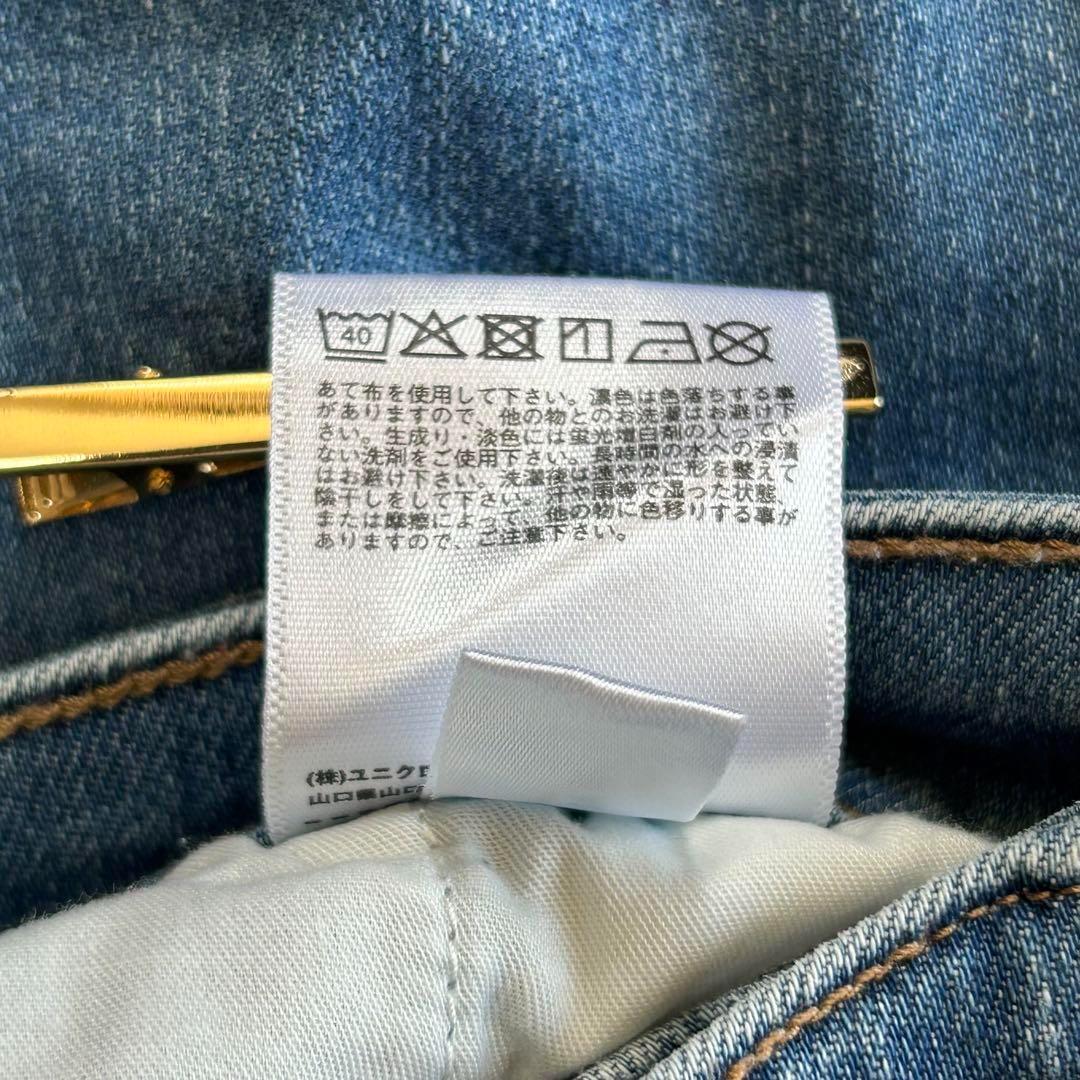 40
あて布を使用して下さい。濃色は色落ちする事
がありますので、他の物とのお洗濯はお避け下
さい。生成り・淡色には蛍光増白剤の入ってい
ない洗剤をご使用下さい。長時間の水への浸漬
はお避け下さい。洗濯後は速やかに形を整えて
陰干しをして下さい。汗や雨等で湿った状態、
または摩擦によって、他の物に色移りする事が
ありますので、ご注意下さい。
(株)ユニクロ
山口県山口